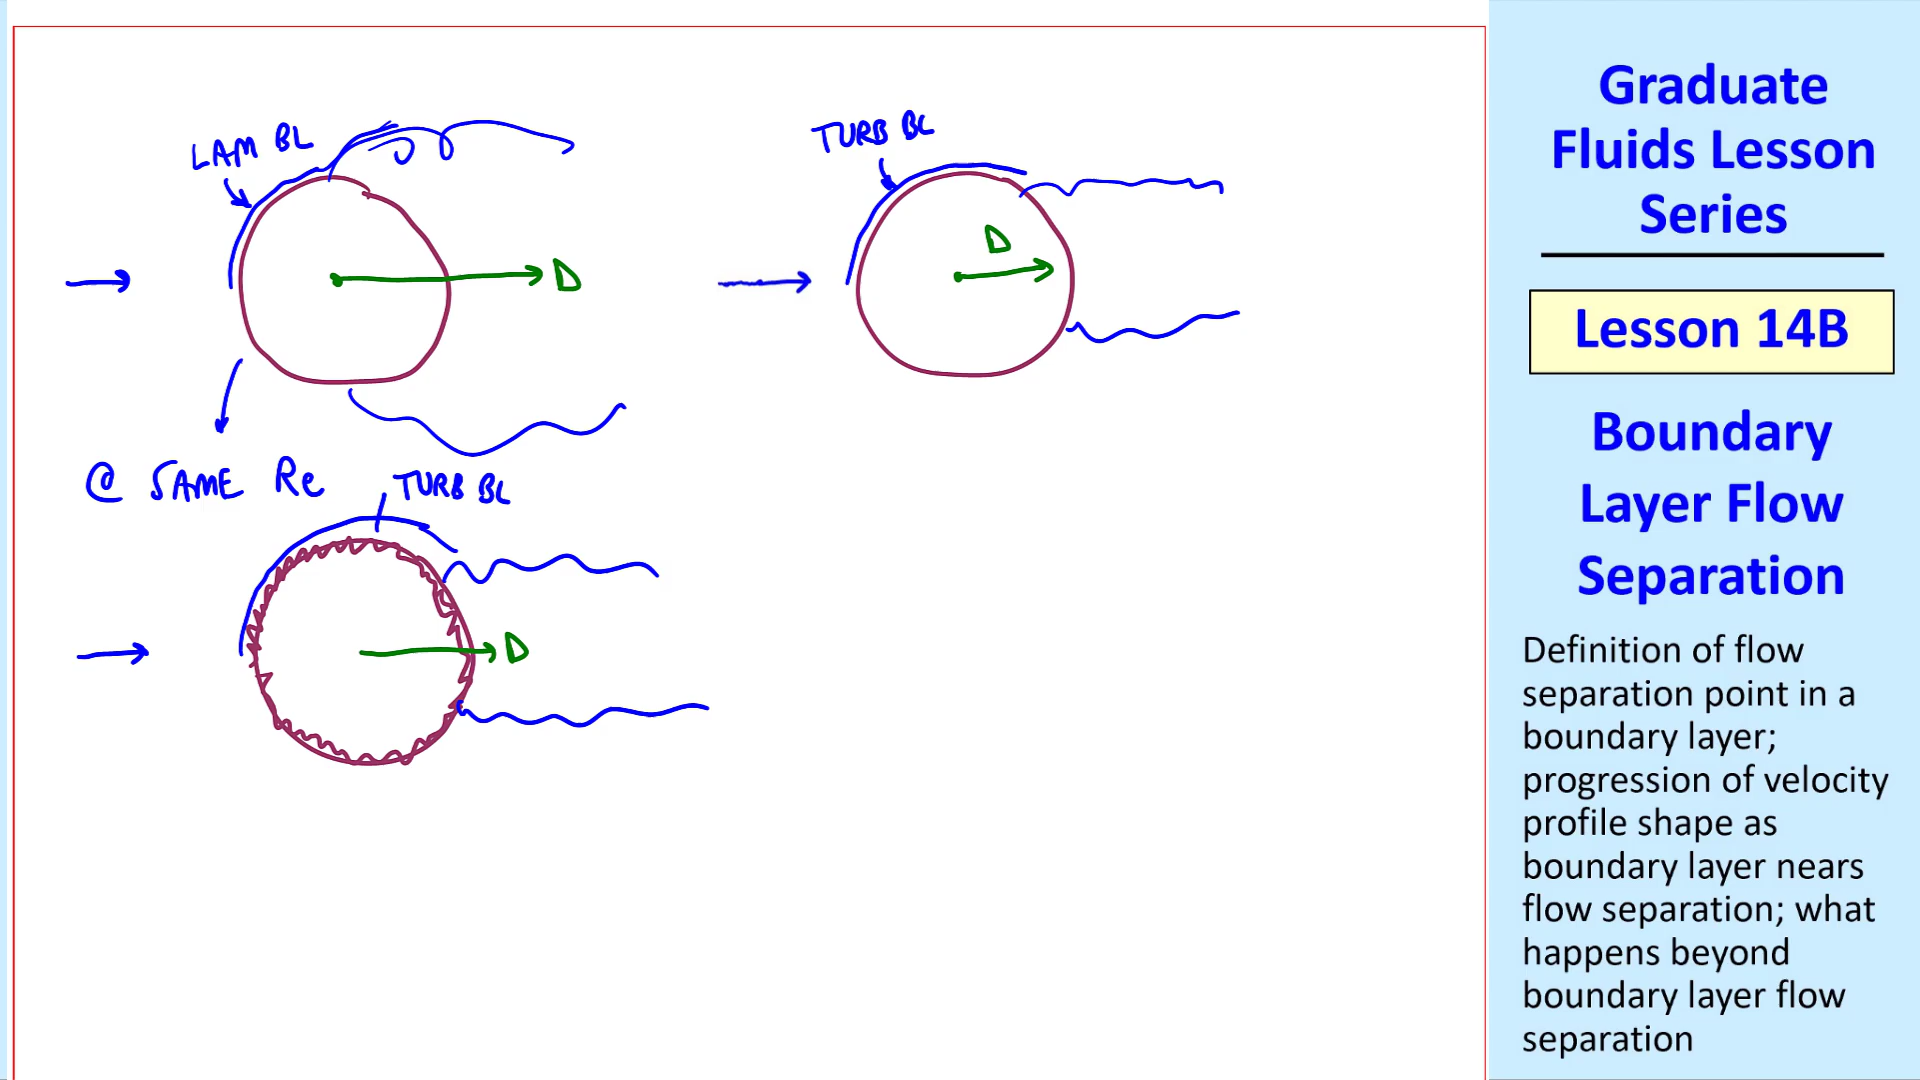 LAM BL
D
TURB BL
D
@ SAME Re
TURB BL
D
Graduate
Fluids Lesson
Series
Lesson 14B
Boundary
Layer Flow
Separation
Definition of flow
separation point in a
boundary layer;
progression of velocity
profile shape as
boundary layer nears
flow separation; what
happens beyond
boundary layer flow
separation